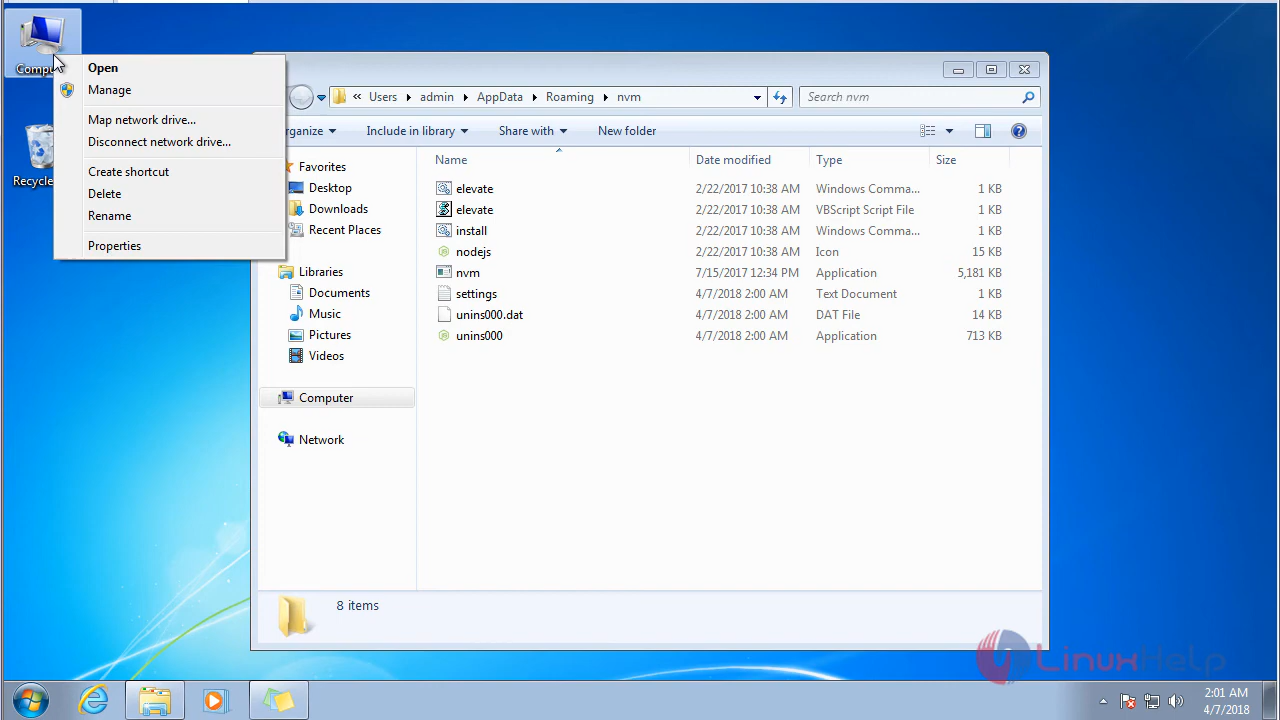 Open
Manage
Map network drive...
Disconnect network drive...
Create shortcut
Delete
Rename
Properties
« Users admin AppData Roaming nvm
Search nvm
Include in library Share with New folder
Favorites
Desktop
Downloads
Recent Places
Libraries
Documents
Music
Pictures
Videos
Computer
Network
Name Date modified Type Size
elevate 2/22/2017 10:38 AM Windows Comma... 1 KB
elevate 2/22/2017 10:38 AM VBScript Script File 1 KB
install 2/22/2017 10:38 AM Windows Comma... 1 KB
nodejs 2/22/2017 10:38 AM Icon 15 KB
nvm 7/15/2017 12:34 PM Application 5,181 KB
settings 4/7/2018 2:00 AM Text Document 1 KB
unins000.dat 4/7/2018 2:00 AM DAT File 14 KB
unins000 4/7/2018 2:00 AM Application 713 KB
8 items
LinuxHelp
2:01 AM
4/7/2018